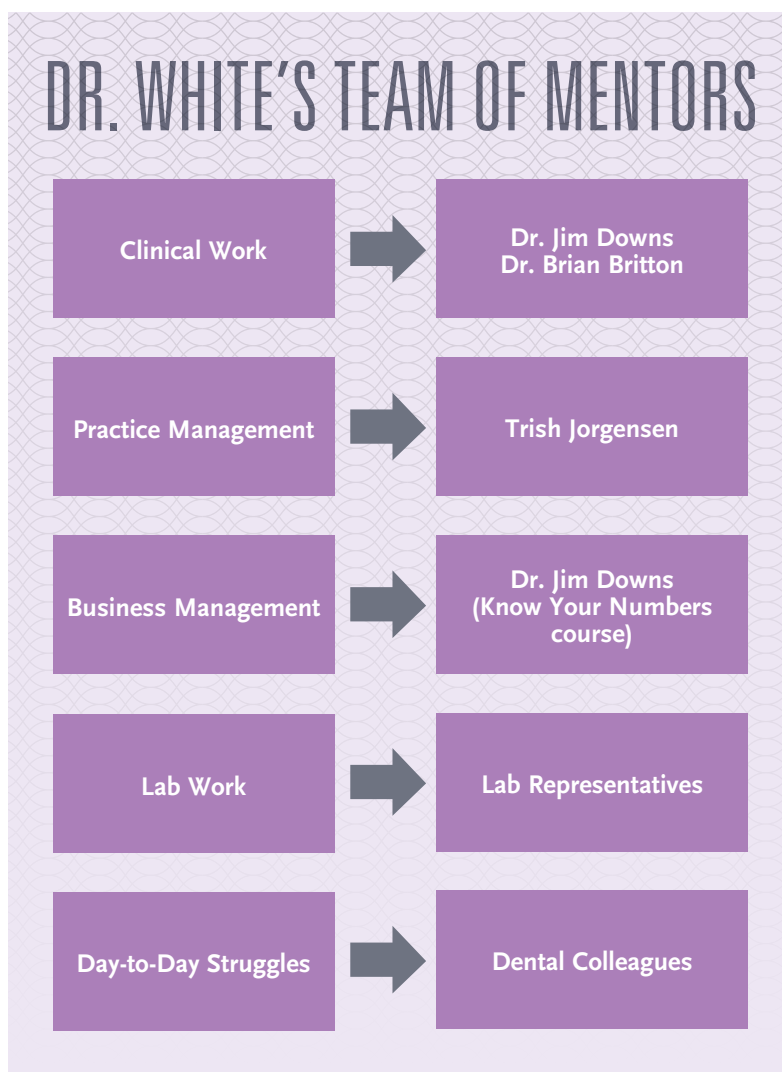 DR. WHITE'S TEAM OF MENTORS
Clinical Work
Dr. Jim Downs
Dr. Brian Britton
Practice Management
Trish Jorgensen
Business Management
Dr. Jim Downs
(Know Your Numbers
course)
Lab Work
Lab Representatives
Day-to-Day Struggles
Dental Colleagues